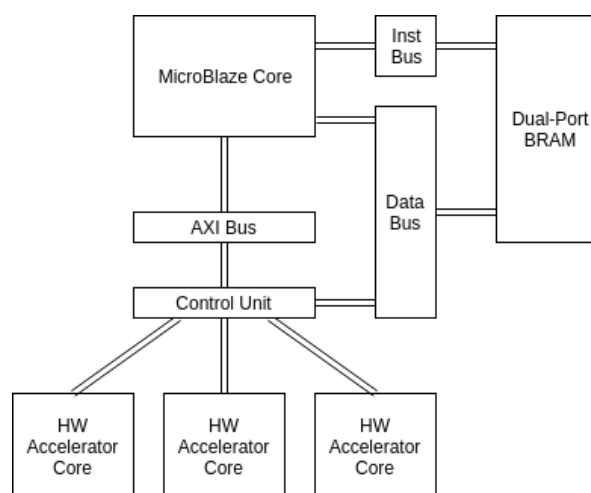 MicroBlaze Core
Inst
Bus
Dual-Port
BRAM
Data
Bus
AXI Bus
Control Unit
HW
Accelerator
Core
HW
Accelerator
Core
HW
Accelerator
Core